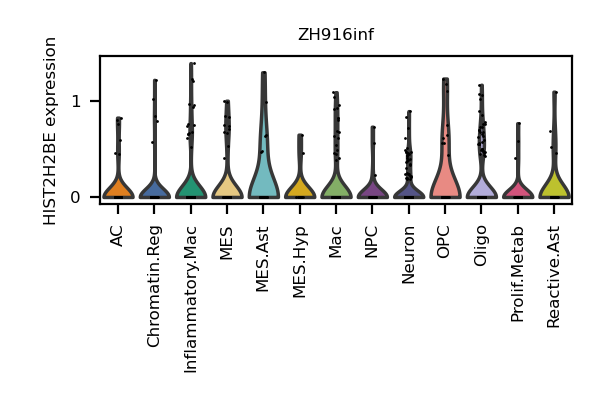 ZH916inf
HIST2H2BE expression
1
0
AC
Chromatin.Reg
Inflammatory.Mac
MES
MES.Ast
MES.Hyp
Mac
NPC
Neuron
OPC
Oligo
Prolif.Metab
Reactive.Ast